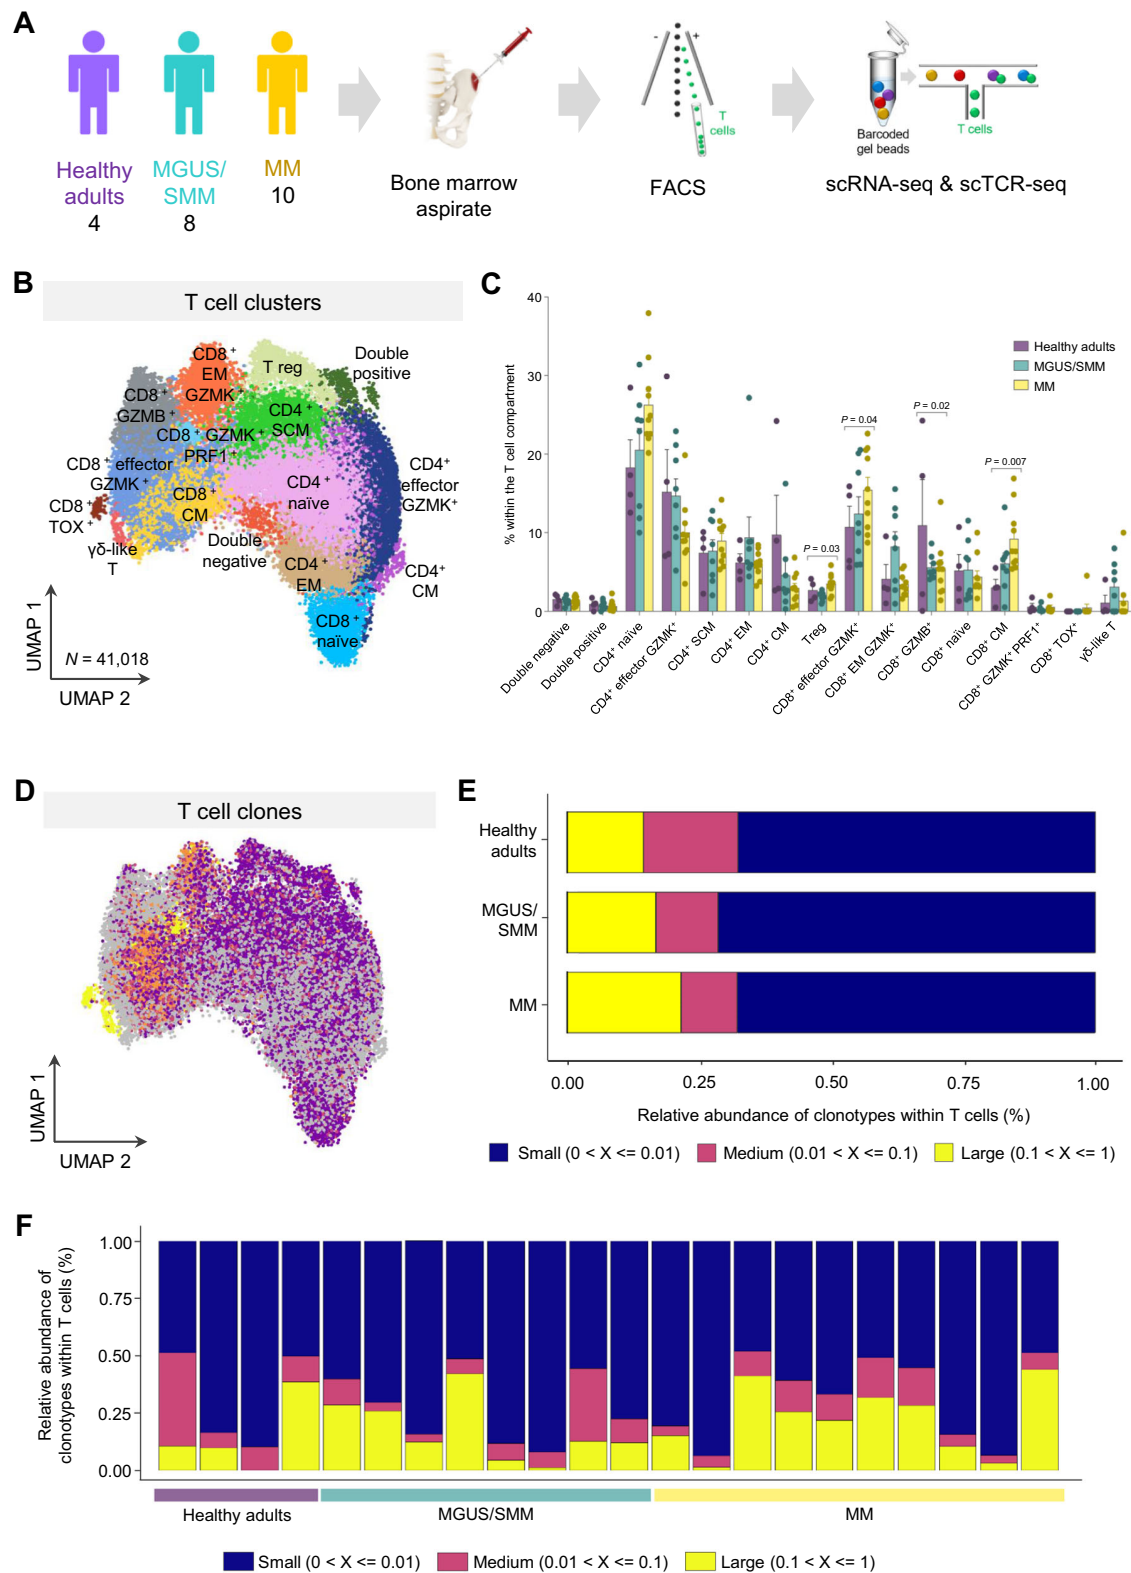 A
Healthy
adults
4
MGUS/
SMM
8
MM
10
Bone marrow
aspirate
- +
T
cells
FACS
Barcoded
gel beads
T cells
scRNA-seq & scTCR-seq
B
T cell clusters
CD8⁺
EM
GZMK⁺
T reg
Double
positive
CD8⁺
GZMB⁺
CD4⁺
SCM
CD8⁺ GZMK⁺
PRF1⁺
CD8⁺ effector
GZMK⁺
CD4⁺
effector
GZMK⁺
CD4⁺
naïve
CD8⁺
CM
CD8⁺
TOX⁺
γδ-like
T
Double
negative
CD4⁺
EM
CD4⁺
CM
CD8⁺
naïve
N = 41,018
UMAP 1
UMAP 2
C
% within the T cell compartment
40
30
20
10
0
Healthy adults
MGUS/SMM
MM
P = 0.03
P = 0.04
P = 0.02
P = 0.007
Double negative
Double positive
CD4⁺ naïve
CD4⁺ effector GZMK⁺
CD4⁺ SCM
CD4⁺ EM
CD4⁺ CM
Treg
CD8⁺ effector GZMK⁺
CD8⁺ EM GZMK⁺
CD8⁺ GZMB⁺
CD8⁺ naïve
CD8⁺ CM
CD8⁺ GZMK⁺ PRF1⁺
CD8⁺ TOX⁺
γδ-like T
D
T cell clones
UMAP 1
UMAP 2
E
Healthy
adults
MGUS/
SMM
MM
0.00 0.25 0.50 0.75 1.00
Relative abundance of clonotypes within T cells (%)
Small (0 < X <= 0.01) Medium (0.01 < X <= 0.1) Large (0.1 < X <= 1)
F
Relative abundance of
clonotypes within T cells (%)
1.00
0.75
0.50
0.25
0.00
Healthy adults MGUS/SMM MM
Small (0 < X <= 0.01) Medium (0.01 < X <= 0.1) Large (0.1 < X <= 1)